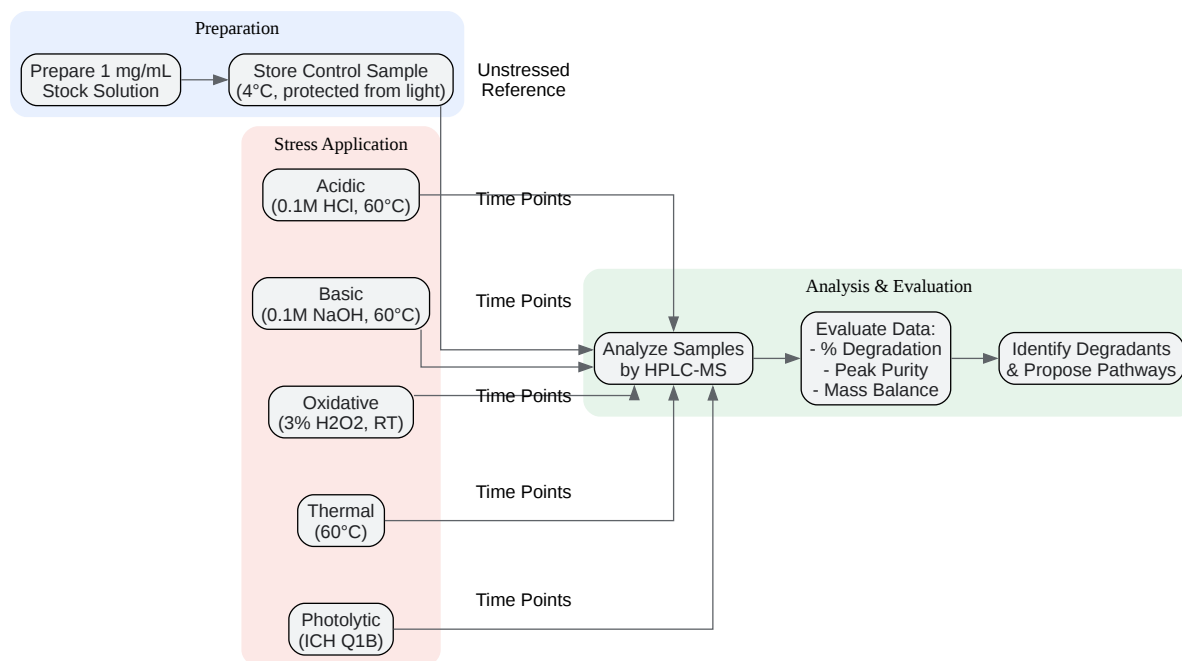 Preparation
Prepare 1 mg/mL
Stock Solution
Store Control Sample
(4°C, protected from light)
Unstressed
Reference
Stress Application
Acidic
(0.1M HCl, 60°C)
Time Points
Basic
(0.1M NaOH, 60°C)
Time Points
Oxidative
(3% H2O2, RT)
Time Points
Thermal
(60°C)
Time Points
Photolytic
(ICH Q1B)
Time Points
Analysis & Evaluation
Analyze Samples
by HPLC-MS
Evaluate Data:
- % Degradation
- Peak Purity
- Mass Balance
Identify Degradants
& Propose Pathways